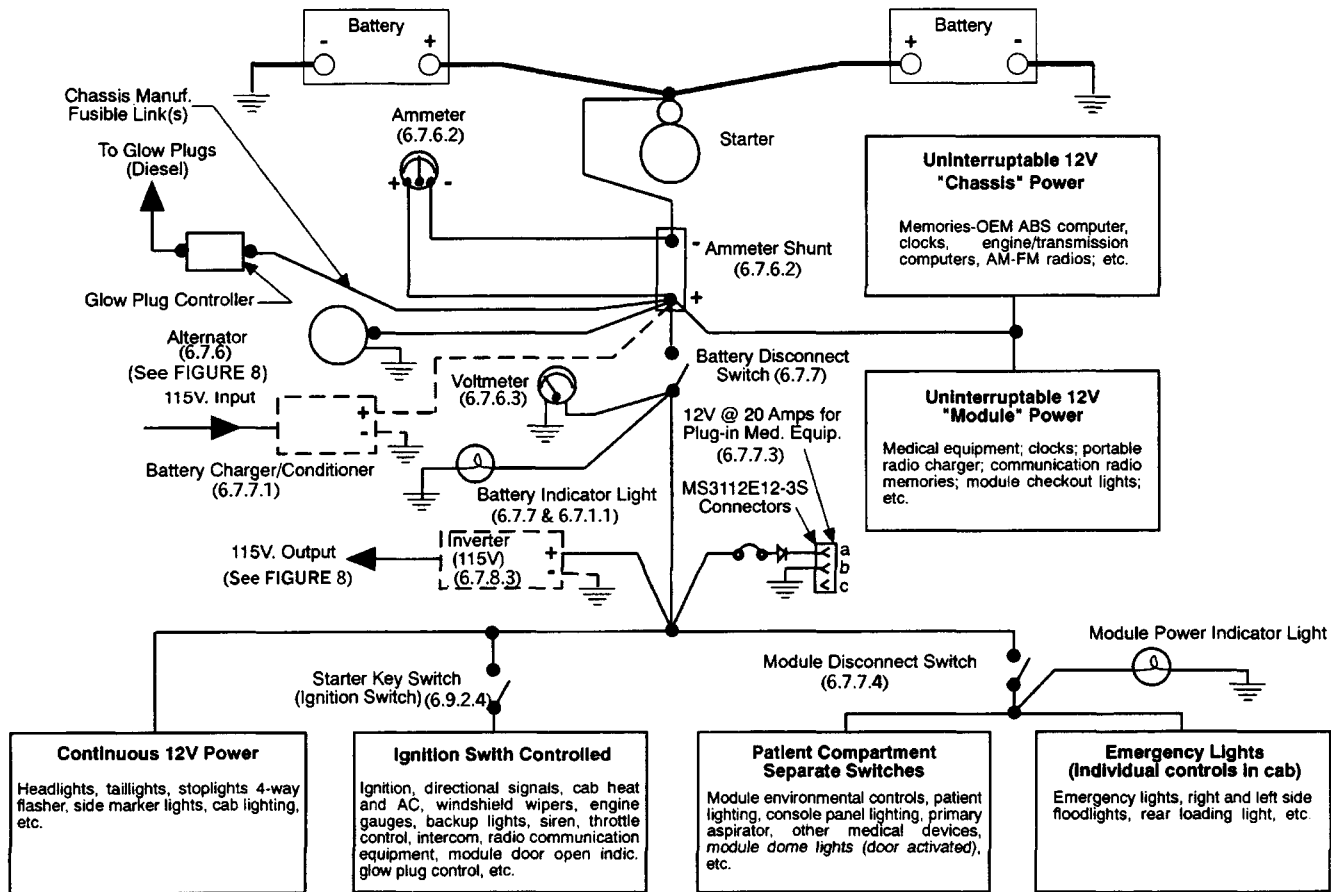 Battery
- +
Battery
+ -
Chassis Manuf.
Fusible Link(s)
To Glow Plugs
(Diesel)
Ammeter
(6.7.6.2)
+ -
Starter
Uninterruptable 12V
"Chassis" Power
Memories-OEM ABS computer,
clocks, engine/transmission
computers, AM-FM radios; etc.
-
Ammeter Shunt
(6.7.6.2)
+
Glow Plug Controller
Alternator
(6.7.6)
(See FIGURE 8)
115V. Input
+
-
Battery Charger/Conditioner
(6.7.7.1)
Voltmeter
(6.7.6.3)
Battery Disconnect
Switch (6.7.7)
12V @ 20 Amps for
Plug-in Med. Equip.
(6.7.7.3)
MS3112E12-3S
Connectors
a
b
c
Uninterruptable 12V
"Module" Power
Medical equipment; clocks; portable
radio charger; communication radio
memories; module checkout lights;
etc.
Battery Indicator Light
(6.7.7 & 6.7.1.1)
115V. Output
(See FIGURE 8)
nverter
(115V)
(6.7.8.3)
+
-
Starter Key Switch
(Ignition Switch) (6.9.2.4)
Module Disconnect Switch
(6.7.7.4)
Module Power Indicator Light
Continuous 12V Power
Headlights, taillights, stoplights 4-way
flasher, side marker lights, cab lighting,
etc.
Ignition Swith Controlled
Ignition, directional signals, cab heat
and AC, windshield wipers, engine
gauges, backup lights, siren, throttle
control, intercom, radio communication
equipment, module door open indic.
glow plug control, etc.
Patient Compartment
Separate Switches
Module environmental controls, patient
lighting, console panel lighting, primary
aspirator, other medical devices,
module dome lights (door activated),
etc.
Emergency Lights
(individual controls in cab)
Emergency lights, right and left side
floodlights, rear loading light, etc.